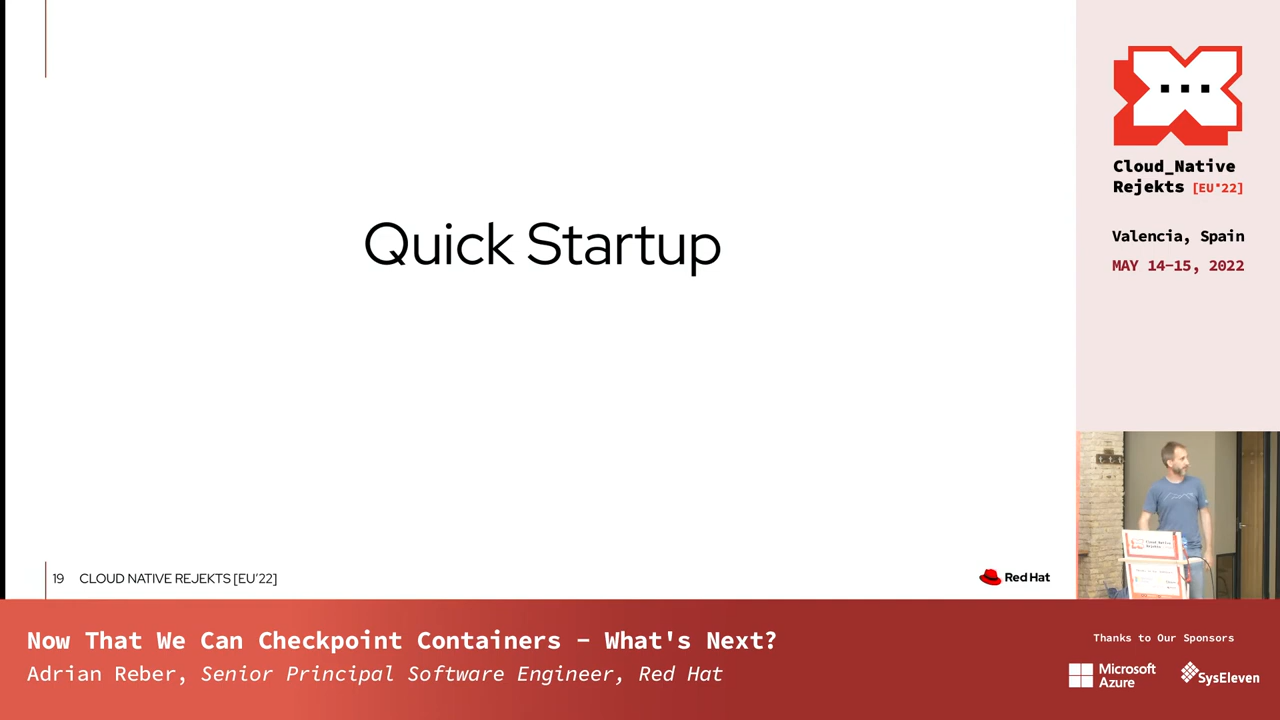 Quick Startup
19 CLOUD NATIVE REJEKTS [EU'22]
Red Hat
Cloud_Native
Rejekts [EU*22]
Valencia, Spain
MAY 14-15, 2022
Now That We Can Checkpoint Containers - What's Next?
Adrian Reber, Senior Principal Software Engineer, Red Hat
Thanks to Our Sponsors
Microsoft
Azure
SysEleven